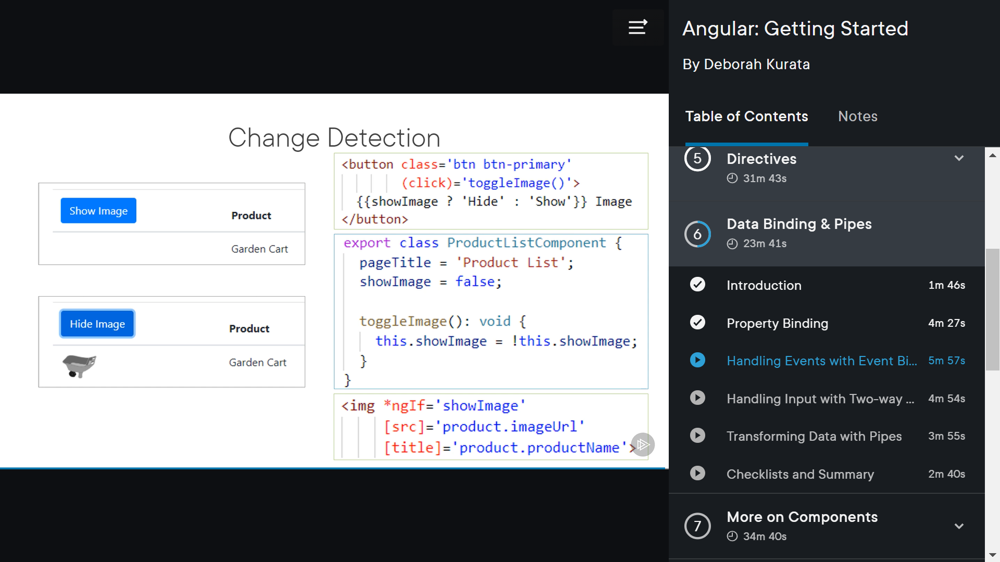 Angular: Getting Started
By Deborah Kurata
Table of Contents
Notes
Change Detection
Show Image
Product
Garden Cart
Hide Image
Product
Garden Cart
<button class='btn btn-primary'
(click)='toggleImage()'>
{{showImage ? 'Hide' : 'Show'}} Image
</button>
export class ProductListComponent {
pageTitle = 'Product List';
showImage = false;
toggleImage(): void {
this.showImage = !this.showImage;
}
}
<img *ngIf='showImage'
[src]='product.imageUrl'
[title]='product.productName'>
5
Directives
31m 43s
6
Data Binding & Pipes
23m 41s
Introduction
1m 46s
Property Binding
4m 27s
Handling Events with Event Bi...
5m 57s
Handling Input with Two-way ...
4m 54s
Transforming Data with Pipes
3m 55s
Checklists and Summary
2m 40s
7
More on Components
34m 40s